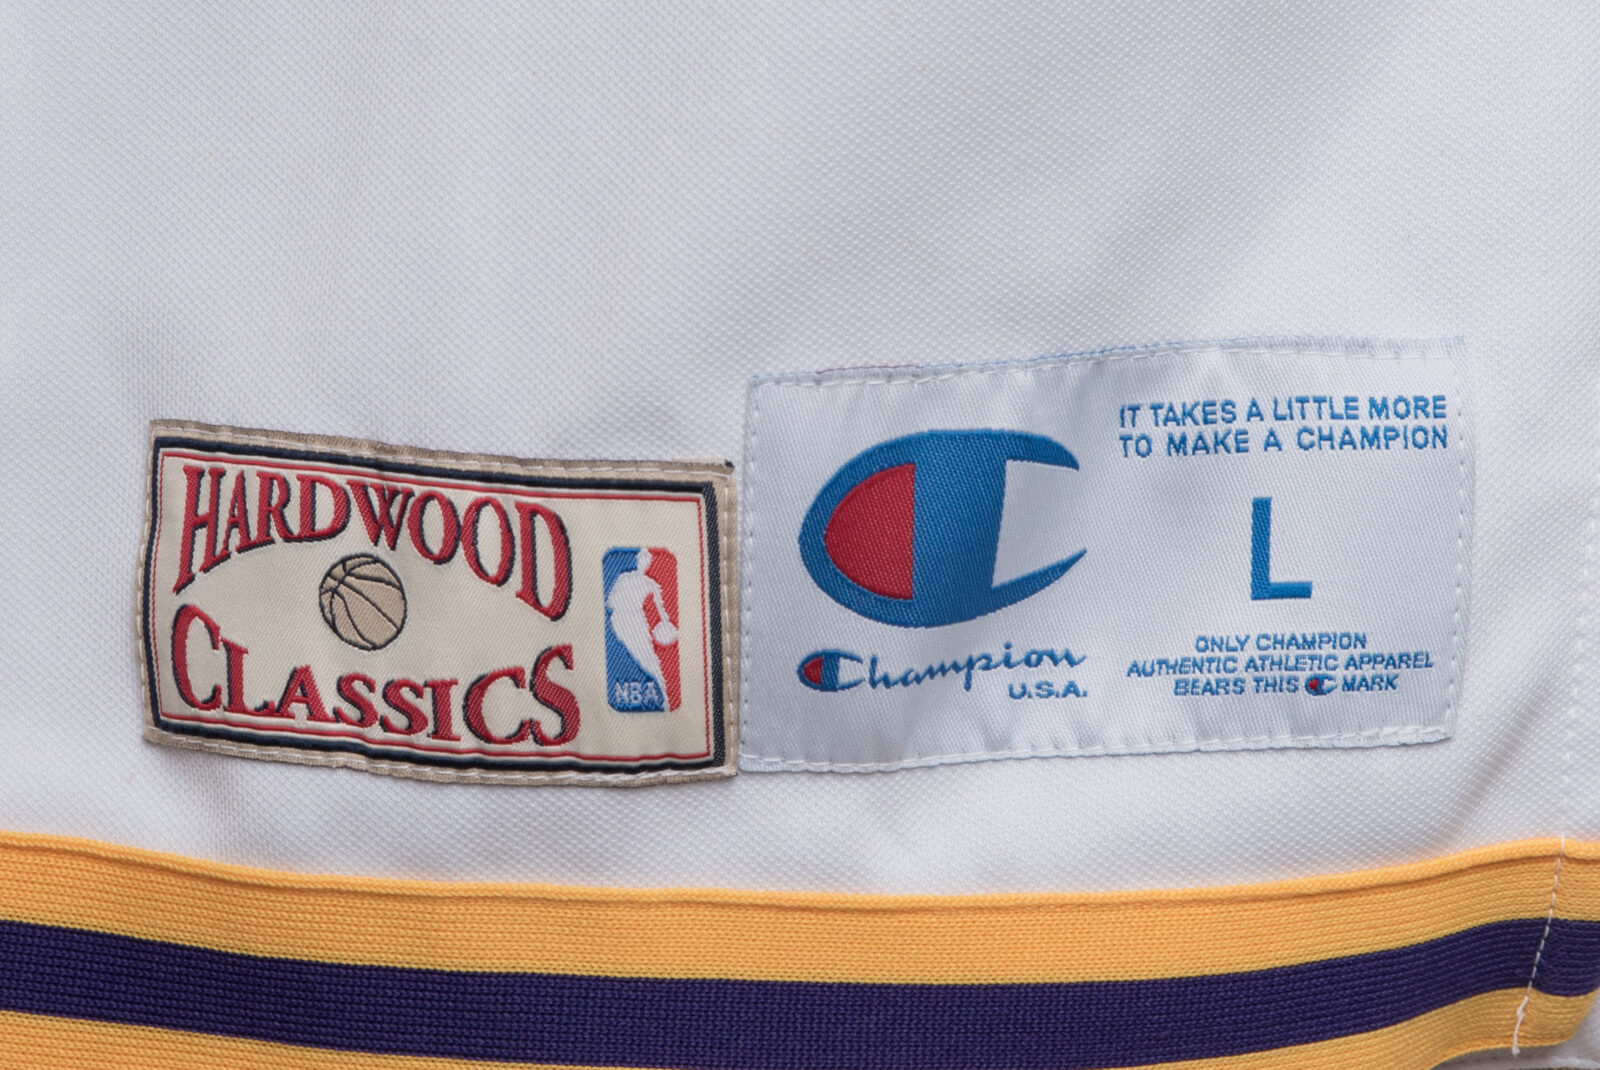 HARDWOOD
CLASSICS
NBA
IT TAKES A LITTLE MORE
TO MAKE A CHAMPION
L
Champion
U.S.A.
ONLY CHAMPION
AUTHENTIC ATHLETIC APPAREL
BEARS THIS C MARK